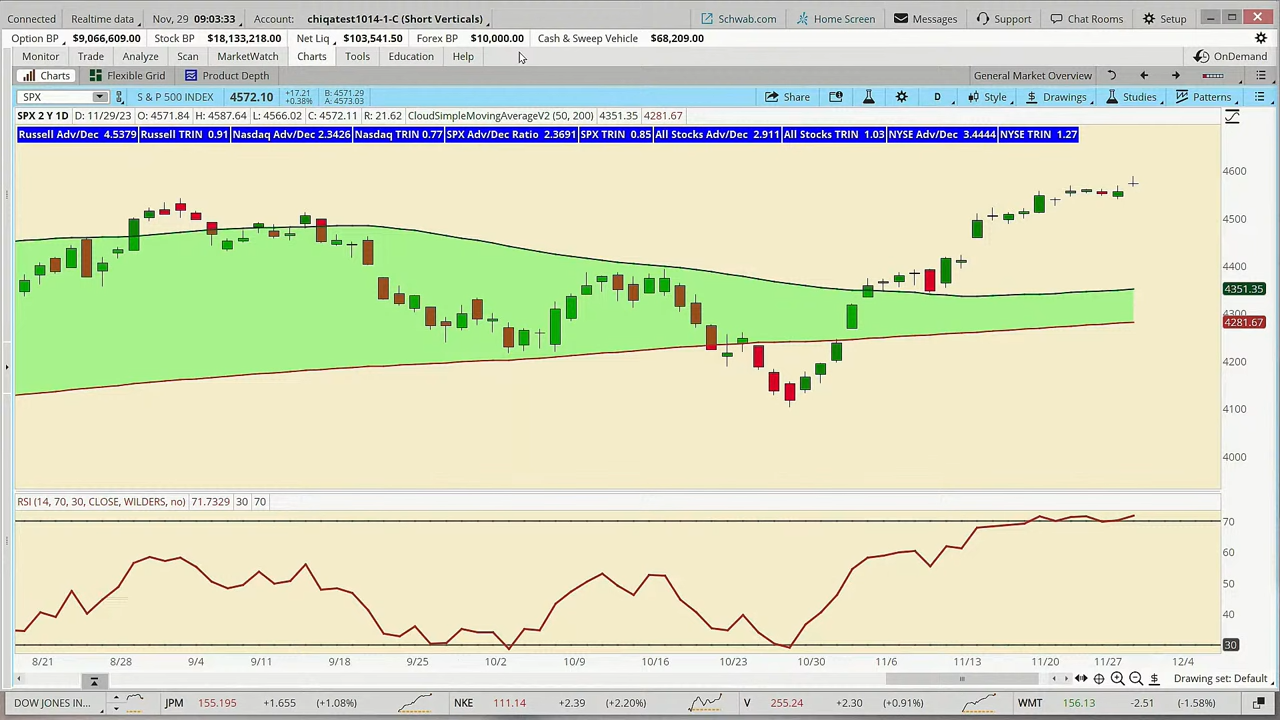 Connected Realtime data Nov, 29 09:03:33 Account: chiqatest1014-1-C (Short Verticals) Schwab.com Home Screen Messages Support Chat Rooms Setup
Option BP $9,066,609.00 Stock BP $18,133,218.00 Net Liq $103,541.50 Forex BP $10,000.00 Cash & Sweep Vehicle $68,209.00
Monitor Trade Analyze Scan MarketWatch Charts Tools Education Help OnDemand
Charts Flexible Grid Product Depth General Market Overview
SPX S & P 500 INDEX 4572.10 +17.21 +0.38% B: 4571.29 A: 4573.03 Share D Style Drawings Studies Patterns
SPX 2 Y 1D D: 11/29/23 O: 4571.84 H: 4587.64 L: 4566.02 C: 4572.11 R: 21.62 CloudSimpleMovingAverageV2 (50, 200) 4351.35 4281.67
Russell Adv/Dec 4.5379 Russell TRIN 0.91 Nasdaq Adv/Dec 2.3426 Nasdaq TRIN 0.77 SPX Adv/Dec Ratio 2.3691 SPX TRIN 0.85 All Stocks Adv/Dec 2.911 All Stocks TRIN 1.03 NYSE Adv/Dec 3.4444 NYSE TRIN 1.27
4600
4500
4400
4351.35
4300
4281.67
4200
4100
4000
RSI (14, 70, 30, CLOSE, WILDERS, no) 71.7329 30 70
70
60
50
40
30
8/21 8/28 9/4 9/11 9/18 9/25 10/2 10/9 10/16 10/23 10/30 11/6 11/13 11/20 11/27 12/4
Drawing set: Default
DOW JONES IN... JPM 155.195 +1.655 (+1.08%) NKE 111.14 +2.39 (+2.20%) V 255.24 (+0.91%) WMT 156.13 (-1.58%)